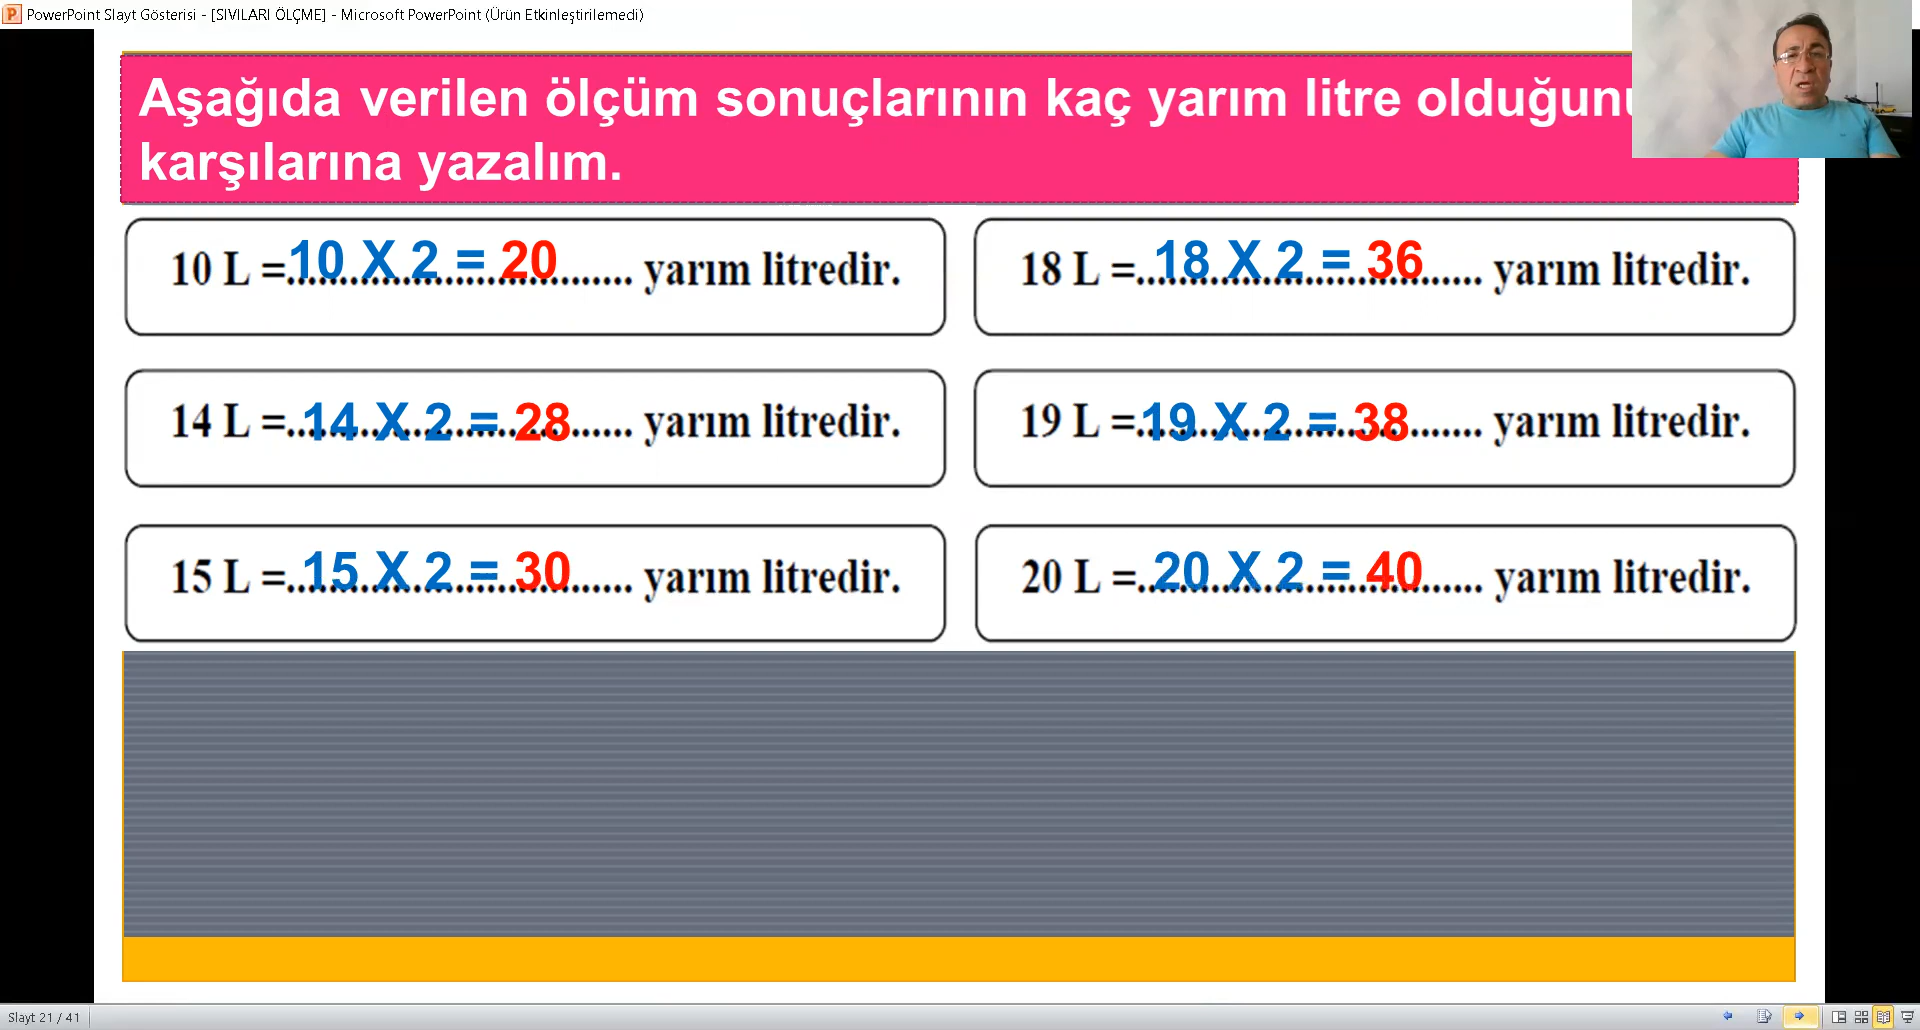 PowerPoint Slayt Gösterisi - [SIVILARI ÖLÇME] - Microsoft PowerPoint (Ürün Etkinleştirilemedi)
Aşağıda verilen ölçüm sonuçlarının kaç yarım litre olduğunu
karşılarına yazalım.
10 L =10 X 2 = 20....... yarım litredir.
18 L =..18 X 2 = 36...... yarım litredir.
14 L =..14 X 2 = 28...... yarım litredir.
19 L =19 X 2 = 38....... yarım litredir.
15 L =..15 X 2 = 30...... yarım litredir.
20 L =..20 X 2 = 40...... yarım litredir.
Slayt 21 / 41